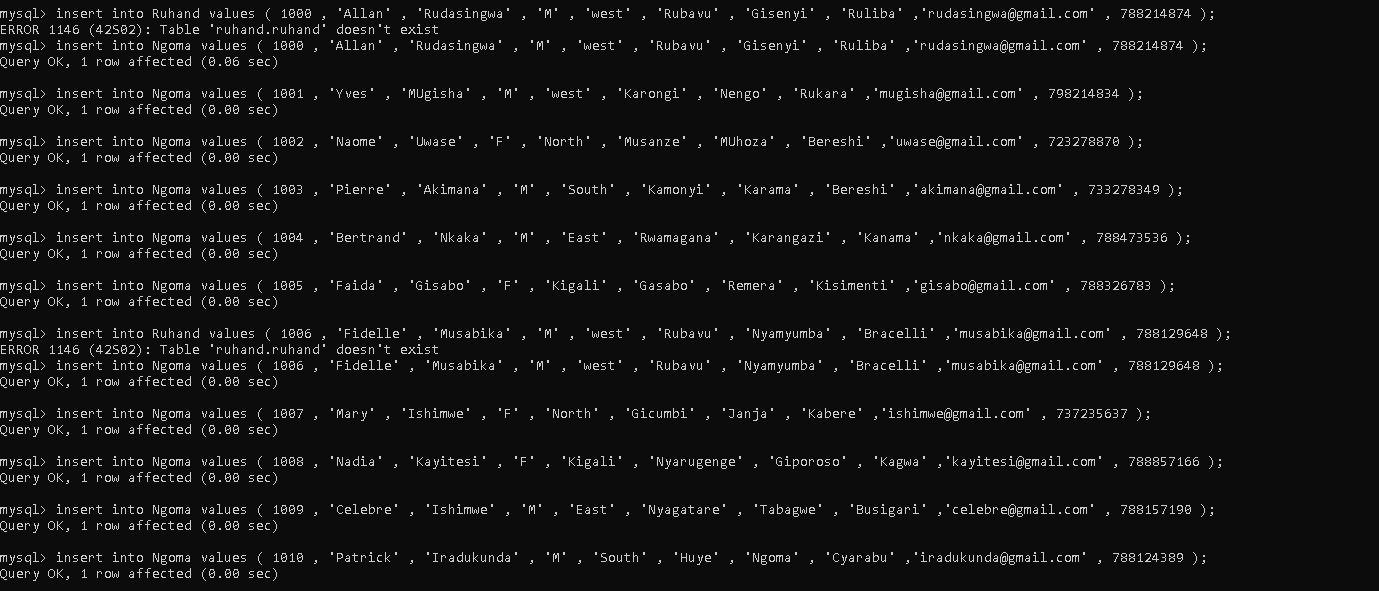 mysql> insert into Ruhand values ( 1000 , 'Allan' , 'Rudasingwa' , 'M' , 'west' , 'Rubavu' , 'Gisenyi' , 'Ruliba' ,'rudasingwa@gmail.com' , 788214874 );
ERROR 1146 (42S02): Table 'ruhand.ruhand' doesn't exist
mysql> insert into Ngoma values ( 1000 , 'Allan' , 'Rudasingwa' , 'M' , 'west' , 'Rubavu' , 'Gisenyi' , 'Ruliba' ,'rudasingwa@gmail.com' , 788214874 );
Query OK, 1 row affected (0.06 sec)
mysql> insert into Ngoma values ( 1001 , 'Yves' , 'MUgisha' , 'M' , 'west' , 'Karongi' , 'Nengo' , 'Rukara' ,'mugisha@gmail.com' , 798214834 );
Query OK, 1 row affected (0.00 sec)
mysql> insert into Ngoma values ( 1002 , 'Naome' , 'Uwase' , 'F' , 'North' , 'Musanze' , 'MUhoza' , 'Bereshi' ,'uwase@gmail.com' , 723278870 );
Query OK, 1 row affected (0.00 sec)
mysql> insert into Ngoma values ( 1003 , 'Pierre' , 'Akimana' , 'M' , 'South' , 'Kamonyi' , 'Karama' , 'Bereshi' ,'akimana@gmail.com' , 733278349 );
Query OK, 1 row affected (0.00 sec)
mysql> insert into Ngoma values ( 1004 , 'Bertrand' , 'Nkaka' , 'M' , 'East' , 'Rwamagana' , 'Karangazi' , 'Kanama' ,'nkaka@gmail.com' , 788473536 );
Query OK, 1 row affected (0.00 sec)
mysql> insert into Ngoma values ( 1005 , 'Faida' , 'Gisabo' , 'F' , 'Kigali' , 'Gasabo' , 'Remera' , 'Kisimenti' ,'gisabo@gmail.com' , 788326783 );
Query OK, 1 row affected (0.00 sec)
mysql> insert into Ruhand values ( 1006 , 'Fidelle' , 'Musabika' , 'M' , 'west' , 'Rubavu' , 'Nyamyumba' , 'Bracelli' ,'musabika@gmail.com' , 788129648 );
ERROR 1146 (42S02): Table 'ruhand.ruhand' doesn't exist
mysql> insert into Ngoma values ( 1006 , 'Fidelle' , 'Musabika' , 'M' , 'west' , 'Rubavu' , 'Nyamyumba' , 'Bracelli' ,'musabika@gmail.com' , 788129648 );
Query OK, 1 row affected (0.00 sec)
mysql> insert into Ngoma values ( 1007 , 'Mary' , 'Ishimwe' , 'F' , 'North' , 'Gicumbi' , 'Janja' , 'Kabere' ,'ishimwe@gmail.com' , 737235637 );
Query OK, 1 row affected (0.00 sec)
mysql> insert into Ngoma values ( 1008 , 'Nadia' , 'Kayitesi' , 'F' , 'Kigali' , 'Nyarugenge' , 'Giporoso' , 'Kagwa' ,'kayitesi@gmail.com' , 788857166 );
Query OK, 1 row affected (0.00 sec)
mysql> insert into Ngoma values ( 1009 , 'Celebre' , 'Ishimwe' , 'M' , 'East' , 'Nyagatare' , 'Tabagwe' , 'Busigari' ,'celebre@gmail.com' , 788157190 );
Query OK, 1 row affected (0.00 sec)
mysql> insert into Ngoma values ( 1010 , 'Patrick' , 'Iradukunda' , 'M' , 'South' , 'Huye' , 'Ngoma' , 'Cyarabu' ,'iradukunda@gmail.com' , 788124389 );
Query OK, 1 row affected (0.00 sec)